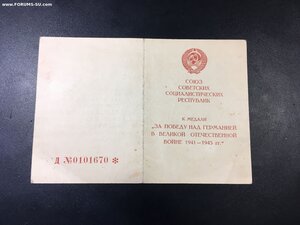 www.FORUMS-SU.com
СОЮЗ
СОВЕТСКИХ
СОЦИАЛИСТИЧЕСКИХ
РЕСПУБЛИК
К МЕДАЛИ
„ЗА ПОБЕДУ НАД ГЕРМАНИЕЙ
В ВЕЛИКОЙ ОТЕЧЕСТВЕННОЙ
ВОЙНЕ 1941—1945 гг."
Д №0101670 *